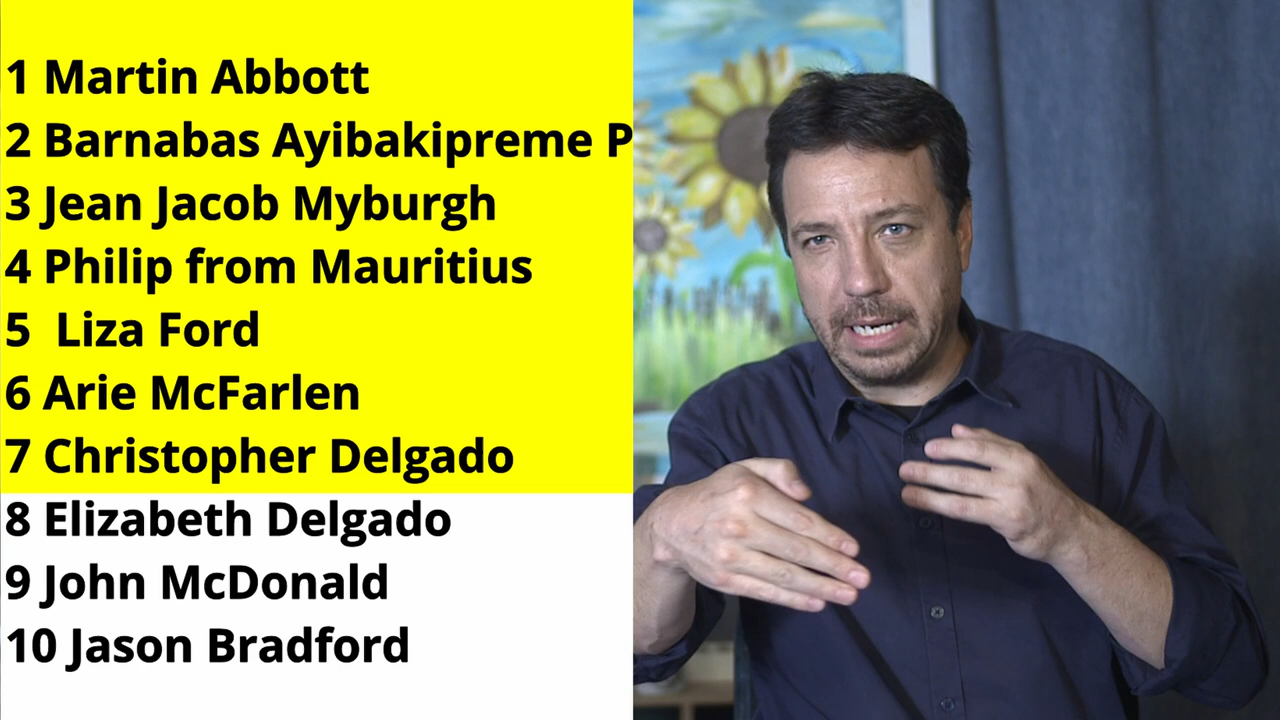 1 Martin Abbott
2 Barnabas Ayibakipreme P
3 Jean Jacob Myburgh
4 Philip from Mauritius
5 Liza Ford
6 Arie McFarlen
7 Christopher Delgado
8 Elizabeth Delgado
9 John McDonald
10 Jason Bradford